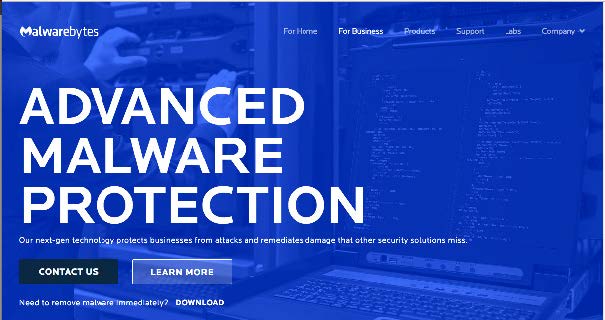 Malwarebytes
For Home For Business Products Support Labs Company
ADVANCED
MALWARE
PROTECTION
Our next-gen technology protects businesses from attacks and remediates damage that other security solutions miss.
CONTACT US LEARN MORE
Need to remove malware immediately? DOWNLOAD